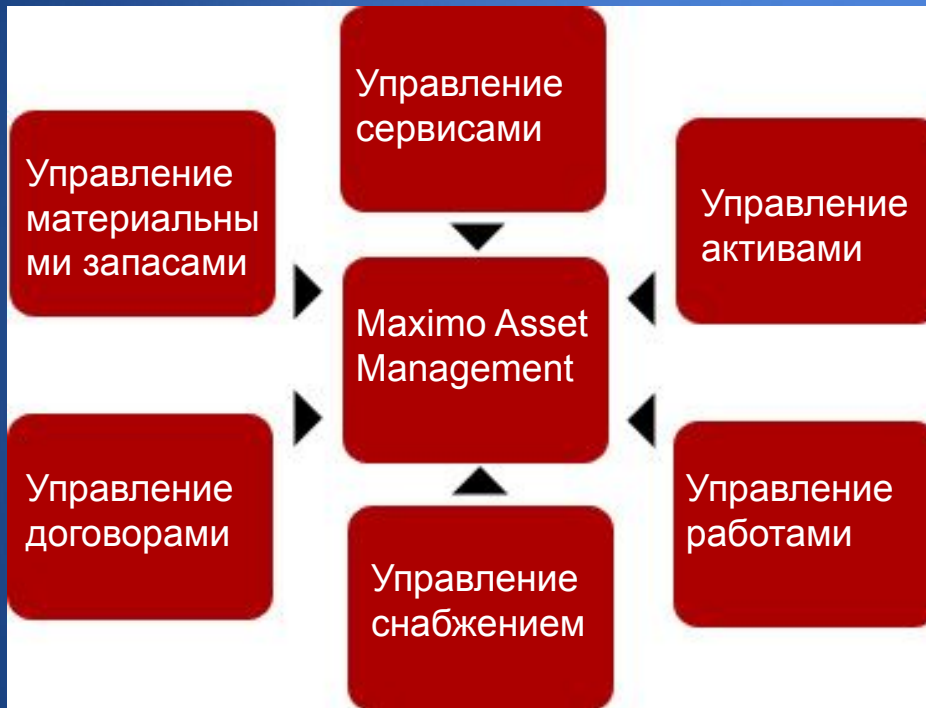 Управление
сервисами
Управление
материальны
ми запасами
Управление
активами
Maximo Asset
Management
Управление
договорами
Управление
работами
Управление
снабжением